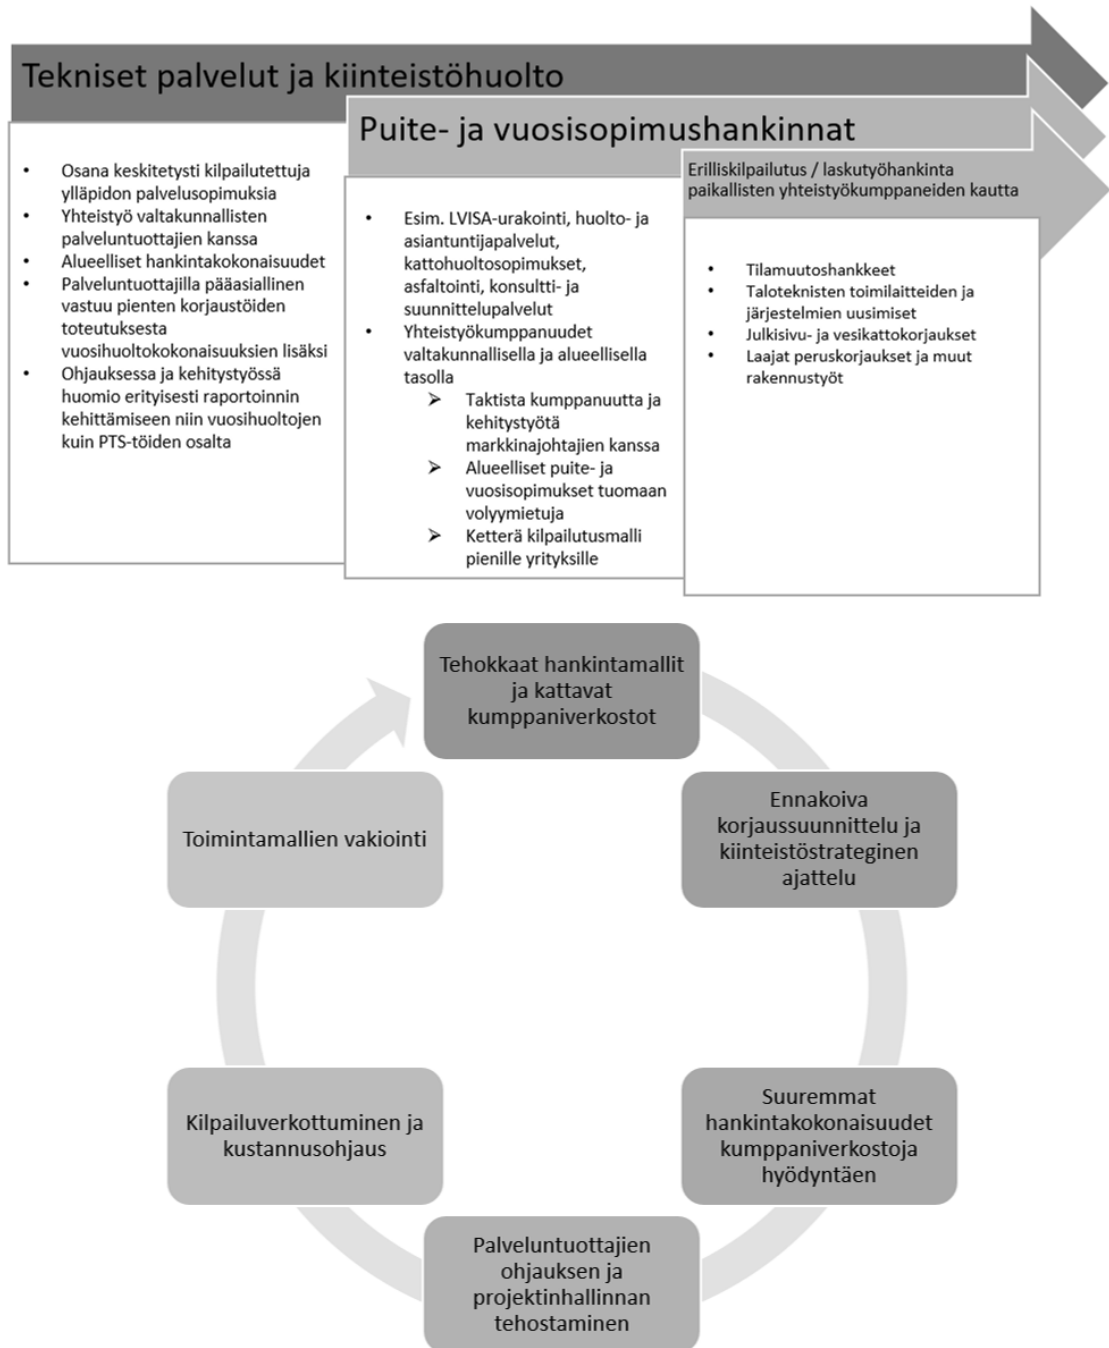 Tekniset palvelut ja kiinteistöhuolto
• Osana keskitetysti kilpailutettuja
ylläpidon palvelusopimuksia
• Yhteistyö valtakunnallisten
palveluntuottajien kanssa
• Alueelliset hankintakokonaisuudet
• Palveluntuottajilla pääasiallinen
vastuu pienten korjaustöiden
toteutuksesta
vuosihuoltokokonaisuuksien lisäksi
• Ohjauksessa ja kehitystyössä
huomio erityisesti raportoinnin
kehittämiseen niin vuosihuoltojen
kuin PTS-töiden osalta
Puite- ja vuosisopimushankinnat
• Esim. LVISA-urakointi, huolto- ja
asiantuntijapalvelut,
kattohuoltosopimukset,
asfaltointi, konsultti- ja
suunnittelupalvelut
• Yhteistyökumppanuudet
valtakunnallisella ja alueellisella
tasolla
➢ Taktista kumppanuutta ja
kehitystyötä
markkinajohtajien kanssa
➢ Alueelliset puite- ja
vuosisopimukset tuomaan
volyymietuja
➢ Ketterä kilpailutusmalli
pienille yrityksille
Erilliskilpailutus / laskutyöhankinta
paikallisten yhteistyökumppaneiden kautta
• Tilamuutoshankkeet
• Taloteknisten toimilaitteiden ja
järjestelmien uusimiset
• Julkisivu- ja vesikattokorjaukset
• Laajat peruskorjaukset ja muut
rakennustyöt
Tehokkaat hankintamallit
ja kattavat
kumppaniverkostot
Ennakoiva
korjaussuunnittelu ja
kiinteistöstrateginen
ajattelu
Suuremmat
hankintakokonaisuudet
kumppaniverkostoja
hyödyntäen
Palveluntuottajien
ohjauksen ja
projektinhallinnan
tehostaminen
Kilpailuverkottuminen ja
kustannusohjaus
Toimintamallien vakiointi